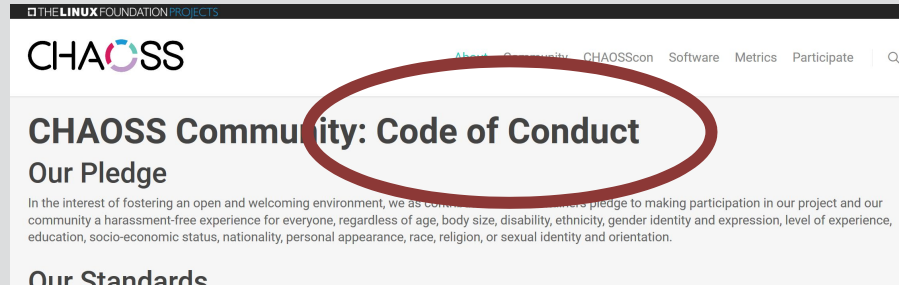 THE LINUX FOUNDATION PROJECTS
CHAOSS
About Community CHAOSScon Software Metrics Participate
CHAOSS Community: Code of Conduct
Our Pledge
In the interest of fostering an open and welcoming environment, we as pledge to making participation in our project and our
community a harassment-free experience for everyone, regardless of age, body size, disability, ethnicity, gender identity and expression, level of experience,
education, socio-economic status, nationality, personal appearance, race, religion, or sexual identity and orientation.
Our Standards